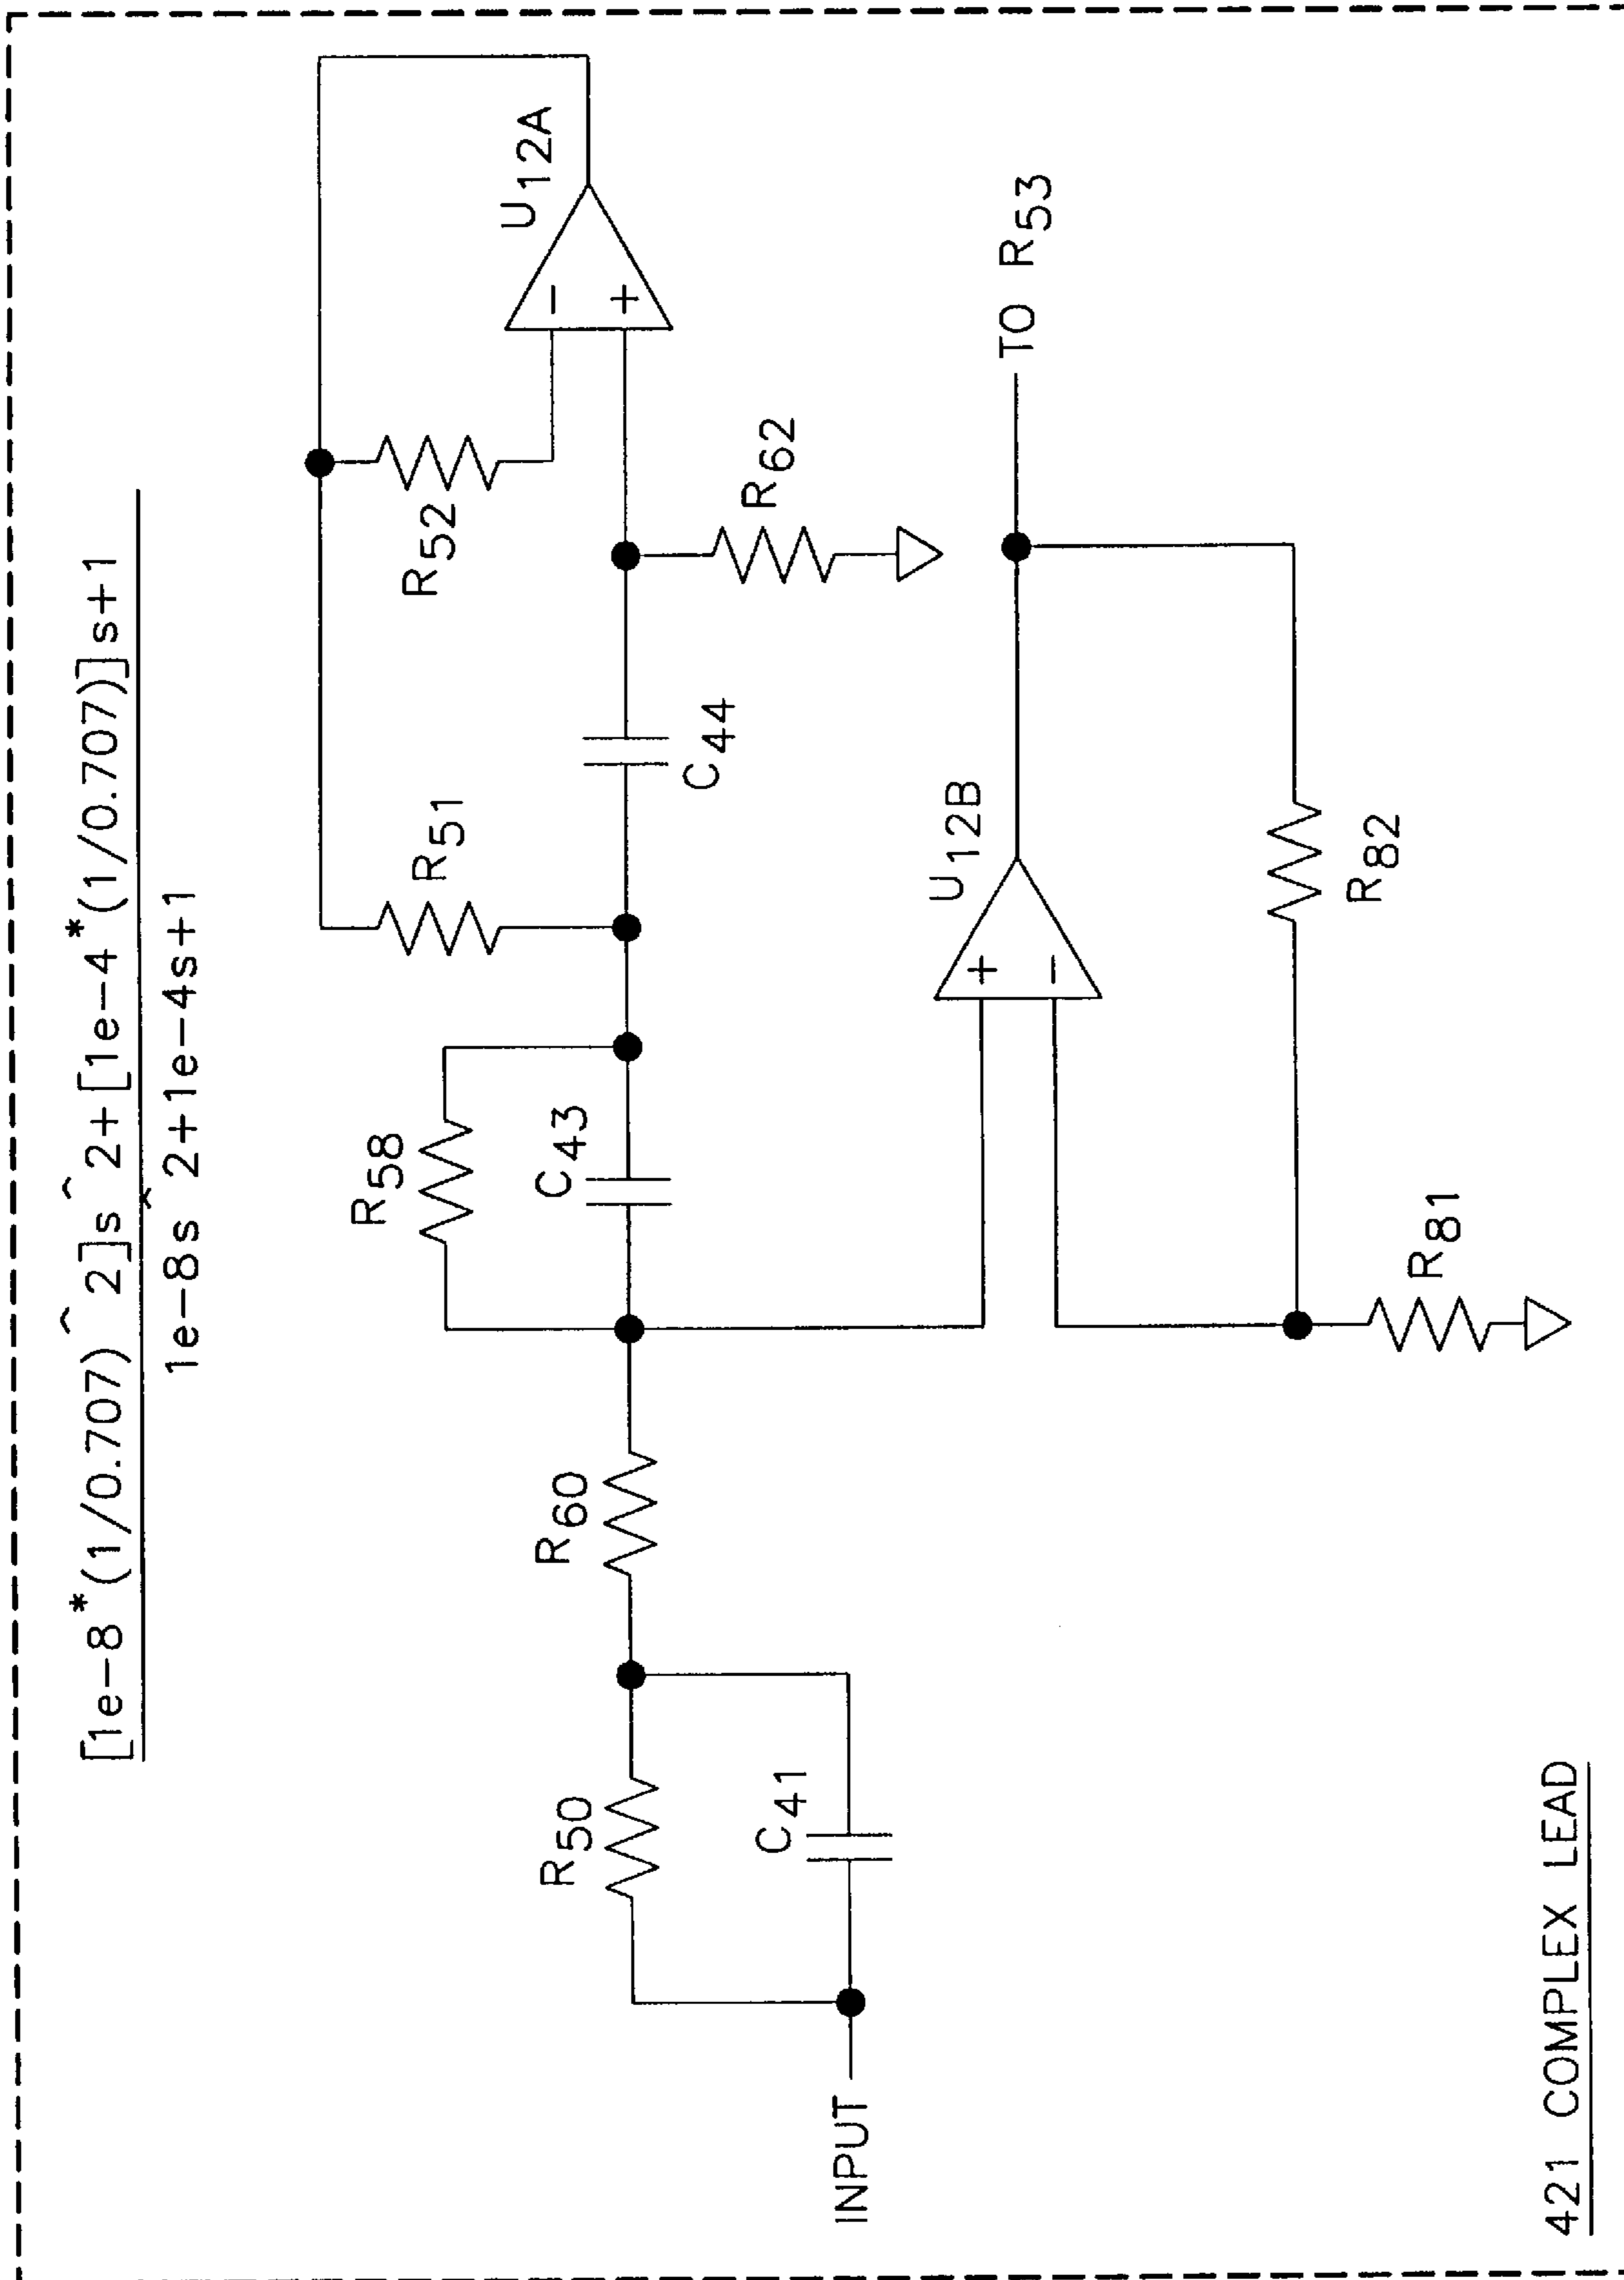 [1e-8*(1/0.707)^2]s^2+[1e-4*(1/0.707)]s+1
1e-8s^2+1e-4s+1
U12A
R52
R51
R58
C43
C44
R62
R50
R60
C41
INPUT
U12B
TO R53
R82
R81
421 COMPLEX LEAD
-
+
+
-